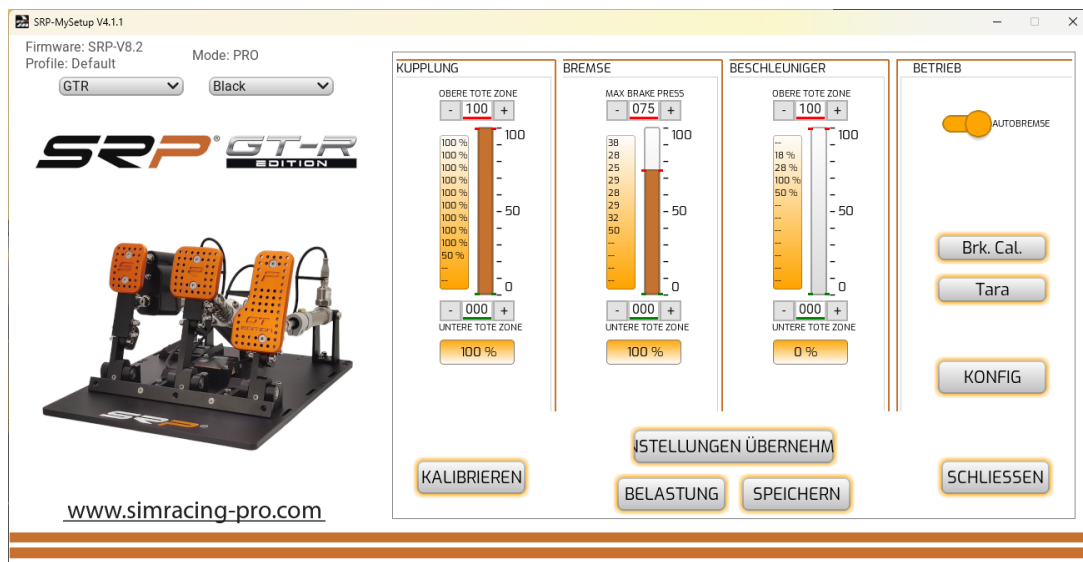 SRP-MySetup V4.1.1
Firmware: SRP-V8.2
Profile: Default
Mode: PRO
GTR
Black
SRP® GT-R
EDITION
GT
EDITION
SRP®
www.simracing-pro.com
KUPPLUNG
OBERE TOTE ZONE
- 100 +
100 %
100 %
100 %
100 %
100 %
100 %
100 %
100 %
100 %
50 %
--
--
100
50
0
- 000 +
UNTERE TOTE ZONE
100 %
BREMSE
MAX BRAKE PRESS
- 075 +
38
28
25
29
28
29
32
50
--
--
--
--
100
50
0
- 000 +
UNTERE TOTE ZONE
100 %
BESCHLEUNIGER
OBERE TOTE ZONE
- 100 +
--
18 %
28 %
100 %
50 %
--
--
--
--
--
--
--
100
50
0
- 000 +
UNTERE TOTE ZONE
0 %
BETRIEB
AUTOBREMSE
Brk. Cal.
Tara
KONFIG
NSTELLUNGEN ÜBERNEHM
KALIBRIEREN
BELASTUNG
SPEICHERN
SCHLIESSEN